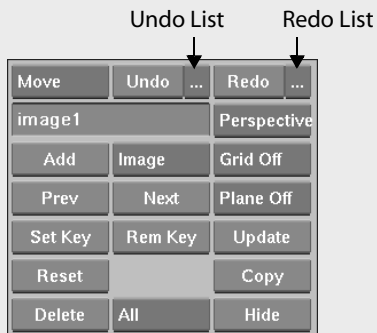 Undo List Redo List
Move Undo ... Redo ...
image1 Perspective
Add Image Grid Off
Prev Next Plane Off
Set Key Rem Key Update
Reset Copy
Delete All Hide